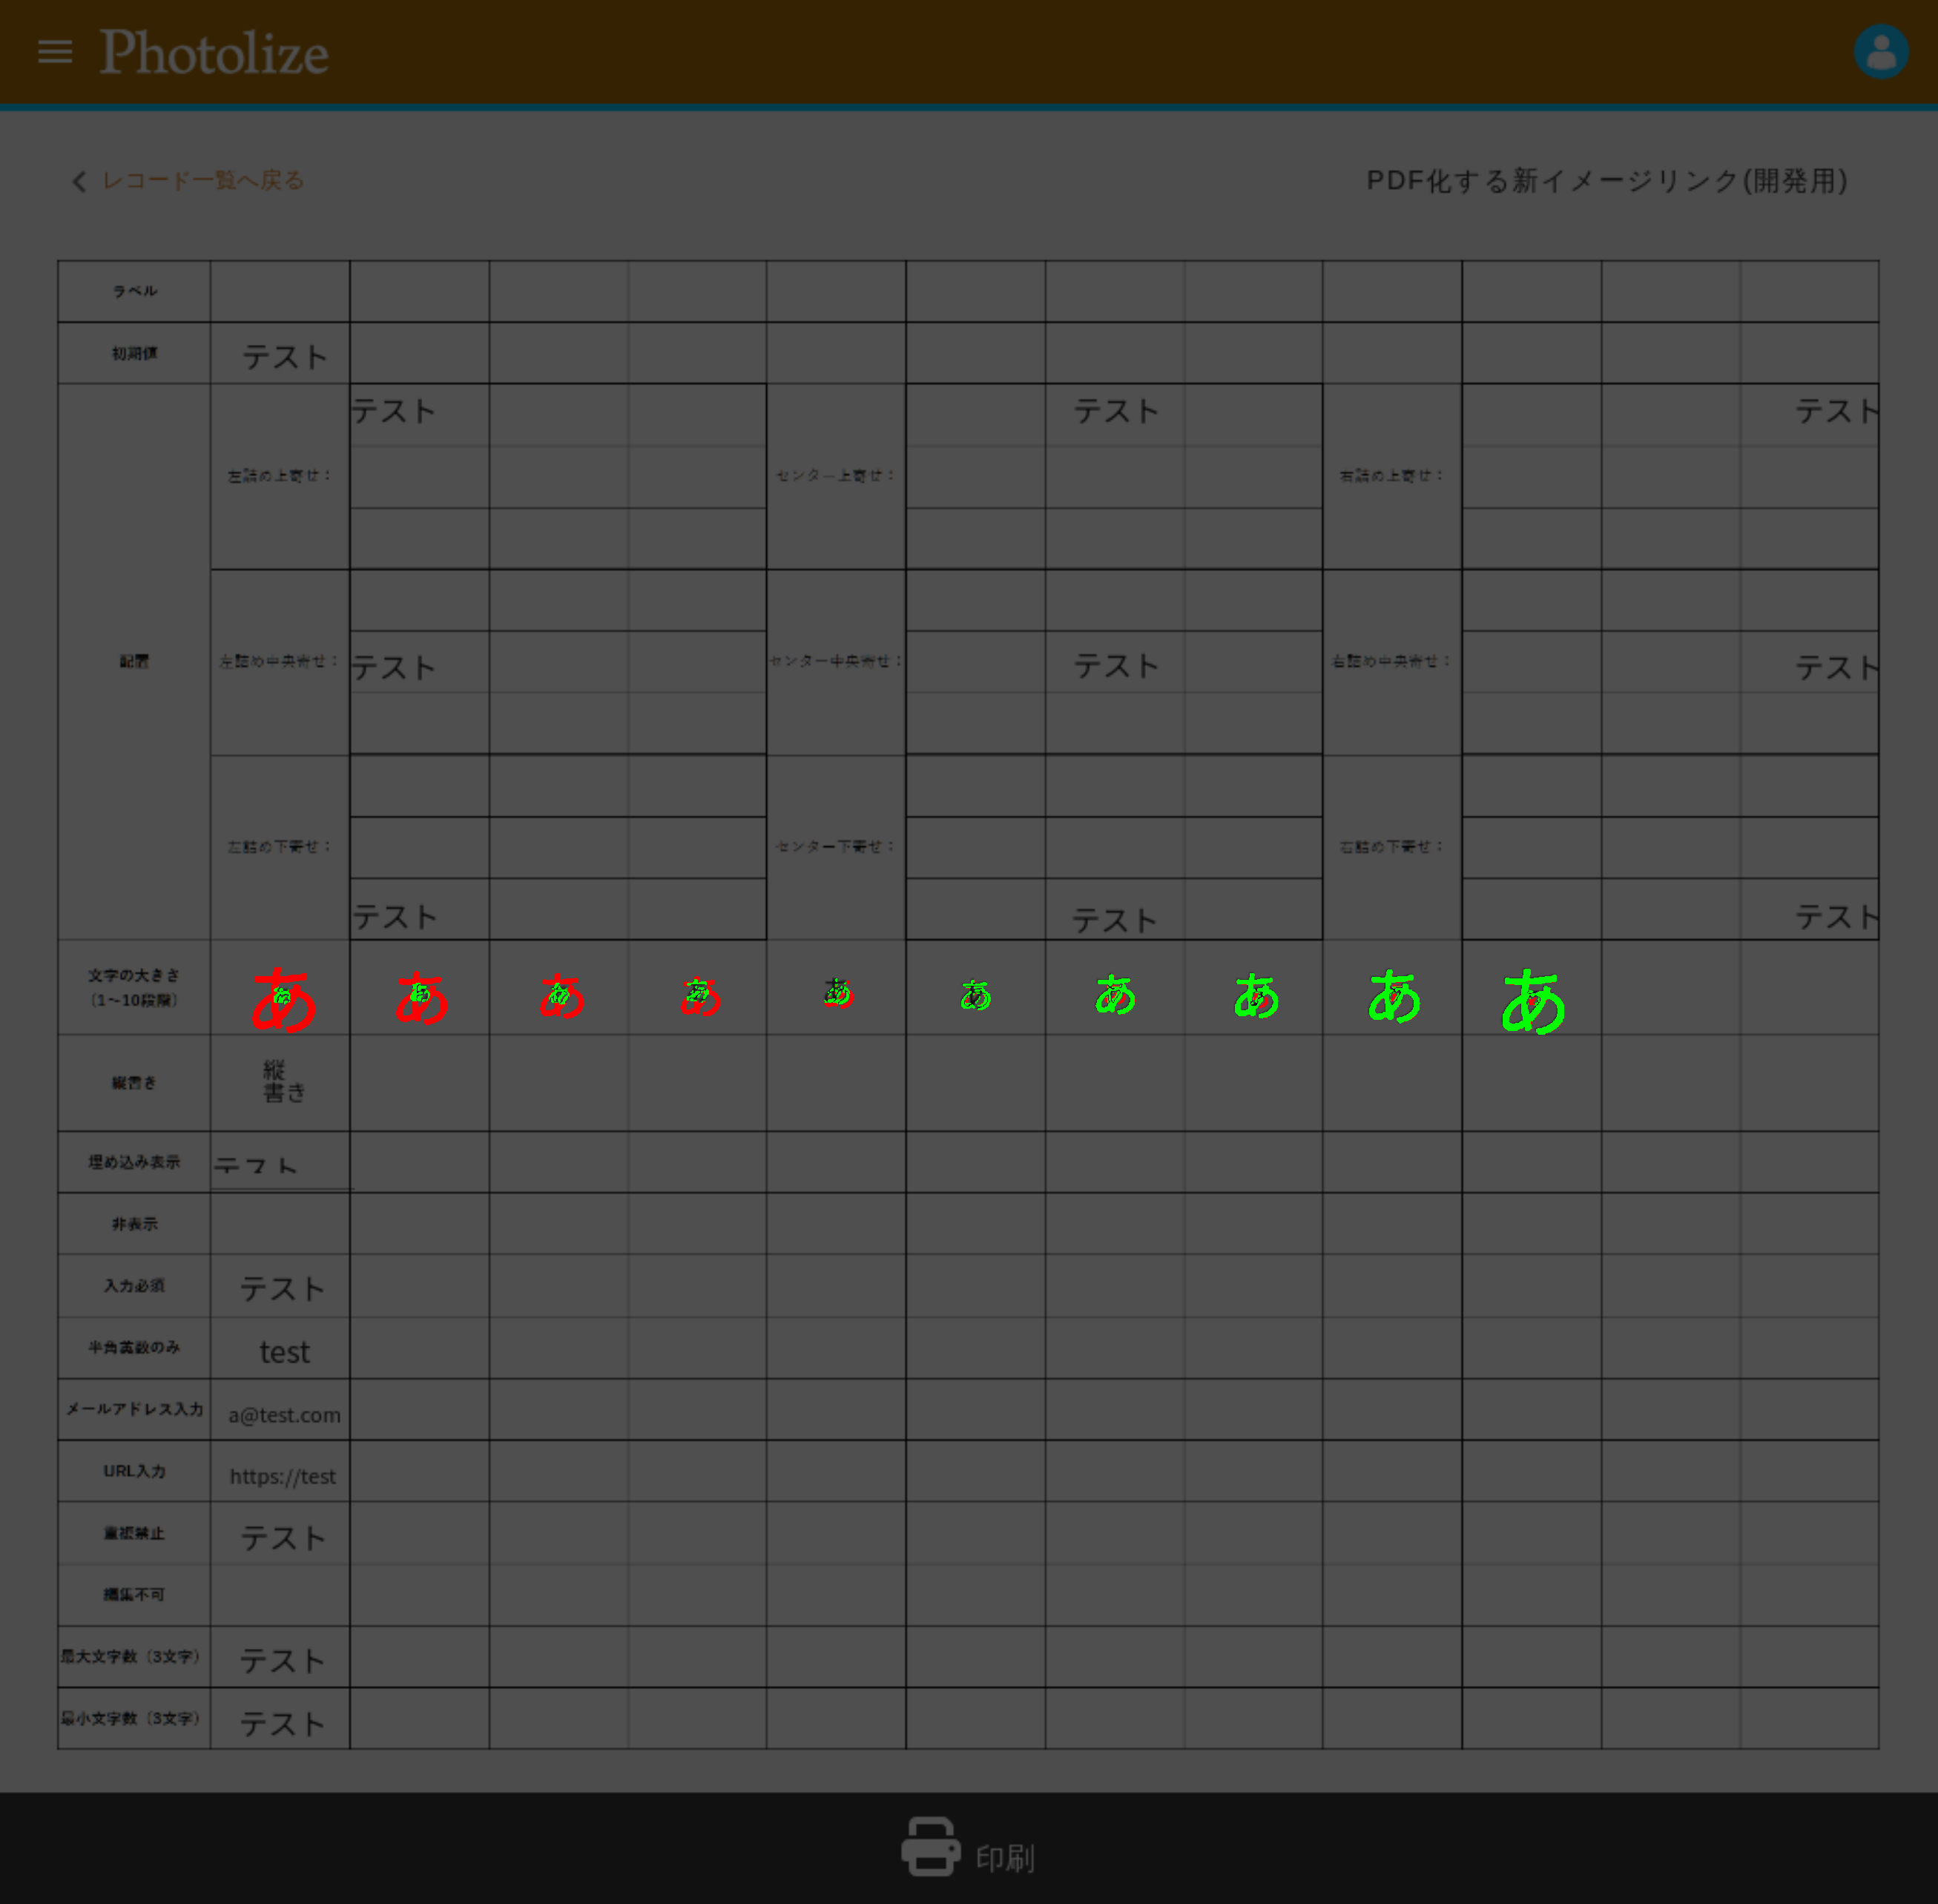 Photolize
レコード一覧へ戻る
PDF化する新イメージリンク(開発用)
ラベル
初期値 テスト
テスト テスト テスト
左詰め上寄せ： センター上寄せ： 右詰め上寄せ：
配置 左詰め中央寄せ： テスト センター中央寄せ： テスト 右詰め中央寄せ： テスト
左詰め下寄せ： センター下寄せ： 右詰め下寄せ：
テスト テスト テスト
文字の大きさ
（1〜10段階）
あ あ あ あ あ あ あ あ あ あ
縦書き
縦
書き
埋め込み表示 テスト
非表示
入力必須 テスト
半角英数のみ test
メールアドレス入力 a@test.com
URL入力 https://test
重複禁止 テスト
編集不可
最大文字数（3文字） テスト
最小文字数（3文字） テスト
印刷